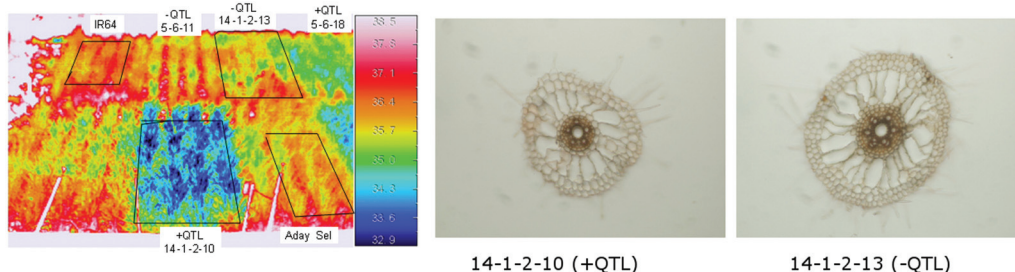 IR64
-QTL
5-6-11
-QTL
14-1-2-13
+QTL
5-6-18
38.5
37.8
37.1
36.4
35.7
35.0
34.3
33.6
32.9
+QTL
14-1-2-10
Aday Sel
14-1-2-10 (+QTL)
14-1-2-13 (-QTL)